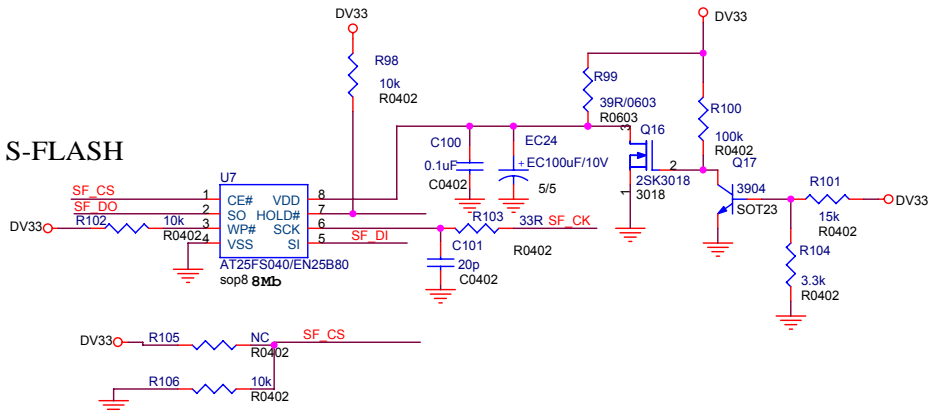 DV33
DV33
DV33
R98
10k
R0402
R99
39R/0603
R0603
R100
100k
R0402
S-FLASH
C100
0.1uF
C0402
EC24
+EC100uF/10V
5/5
3
Q16
1
2
2SK3018
3018
Q17
3904
SOT23
R101
15k
R0402
DV33
R104
3.3k
R0402
U7
SF_CS
1 CE# VDD 8
SF_DO
2 SO HOLD# 7
DV33 R102 10k R0402
3 WP# SCK 6
4 VSS SI 5
SF_DI
R103
33R
SF_CK
R0402
C101
20p
C0402
AT25FS040/EN25B80
sop8 8Mb
DV33 R105 NC SF_CS
R0402
R106 10k
R0402